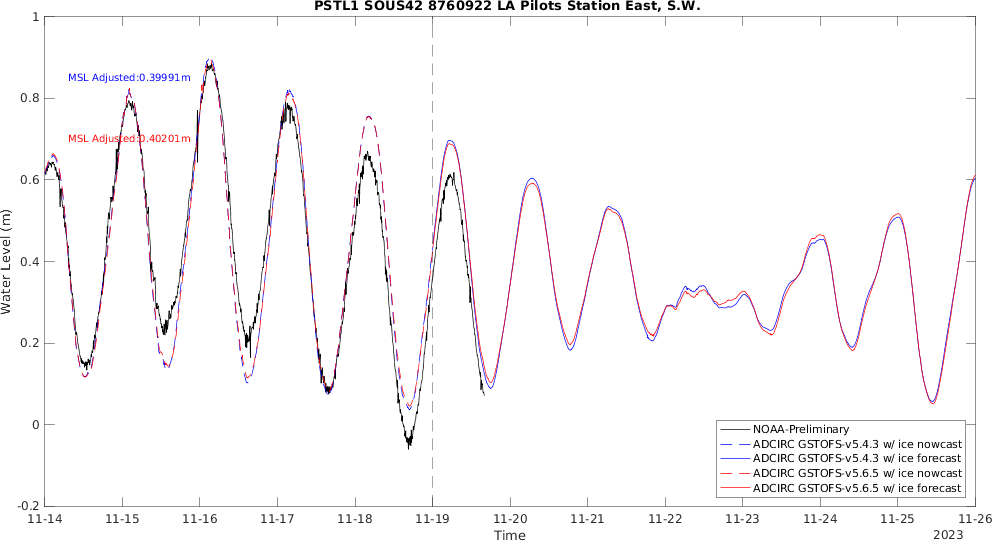 PSTL1 SOUS42 8760922 LA Pilots Station East, S.W.
1
0.8
0.6
0.4
0.2
0
-0.2
Water Level (m)
MSL Adjusted:0.39991m
MSL Adjusted:0.40201m
NOAA-Preliminary
ADCIRC GSTOFS-v5.4.3 w/ ice nowcast
ADCIRC GSTOFS-v5.4.3 w/ ice forecast
ADCIRC GSTOFS-v5.6.5 w/ ice nowcast
ADCIRC GSTOFS-v5.6.5 w/ ice forecast
11-14 11-15 11-16 11-17 11-18 11-19 11-20 11-21 11-22 11-23 11-24 11-25 11-26
Time
2023